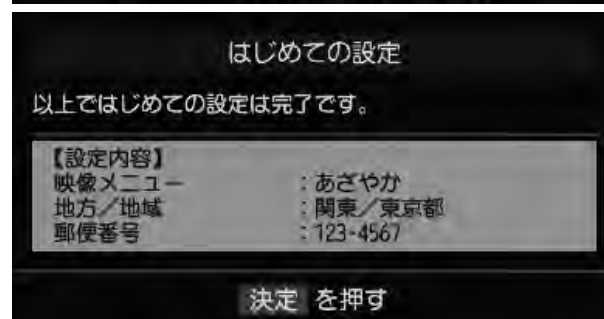 はじめての設定
以上ではじめての設定は完了です。
【設定内容】
映像メニュー :あざやか
地方/地域 :関東/東京都
郵便番号 :123-4567
決定 を押す